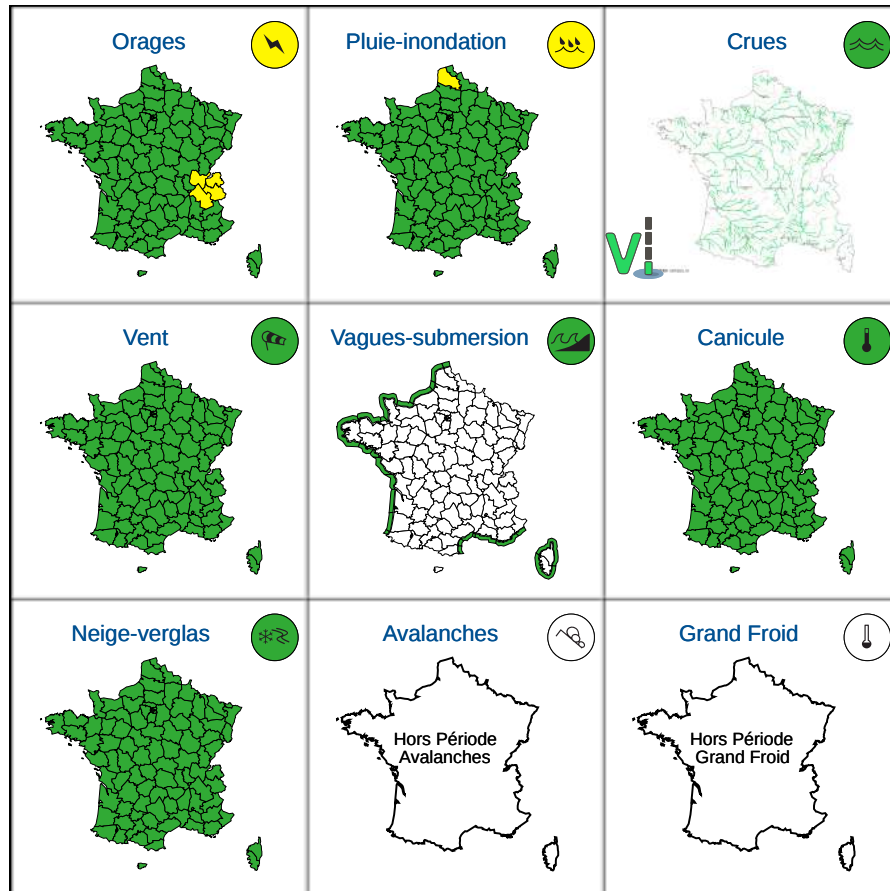 Orages
Pluie-inondation
Crues
Vent
Vagues-submersion
Canicule
Neige-verglas
Avalanches
Grand Froid
Hors Période
Avalanches
Hors Période
Grand Froid